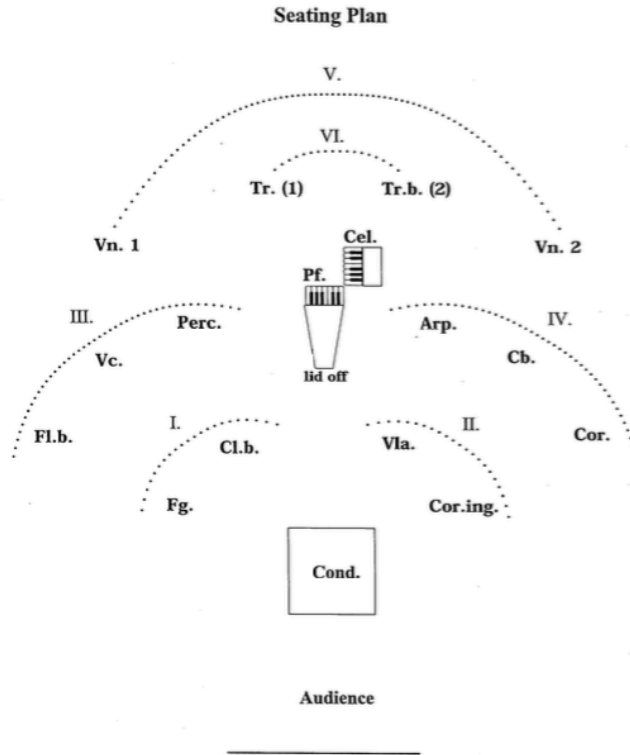 Seating Plan
V.
VI.
Tr. (1) Tr.b. (2)
Vn. 1 Cel. Vn. 2
Pf.
III. Perc. Arp. IV.
Vc. Cb.
lid off
Fl.b. I. Cl.b. Vla. II. Cor.
Fg. Cor.ing.
Cond.
Audience